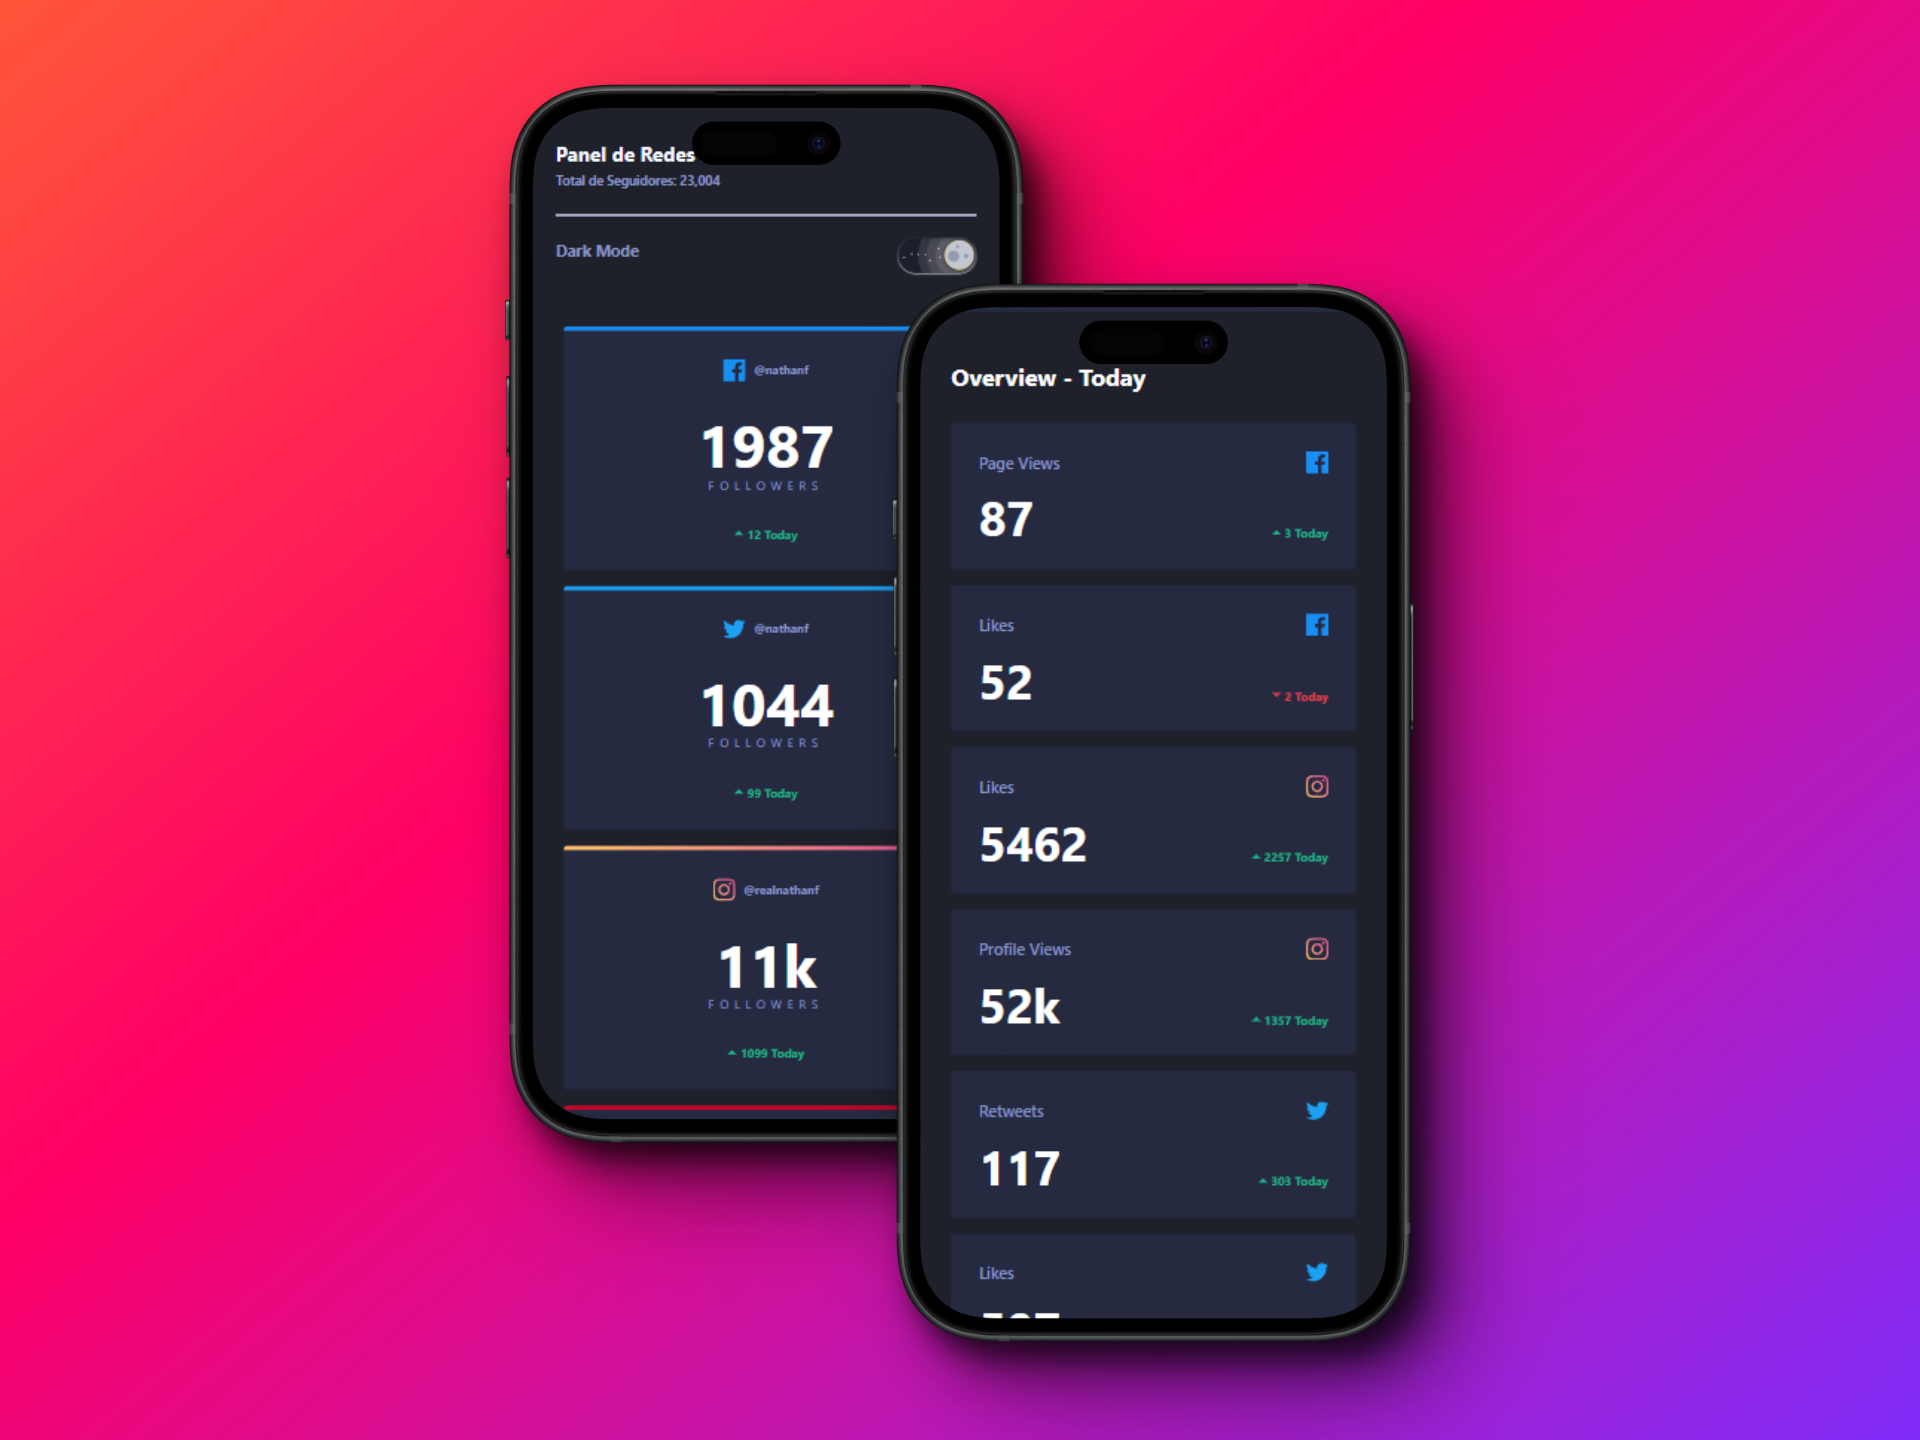 Panel de Redes
Total de Seguidores: 23,004
Dark Mode
@nathanf
1987
FOLLOWERS
12 Today
@nathanf
1044
FOLLOWERS
99 Today
@realnathanf
11k
FOLLOWERS
1099 Today
Overview - Today
Page Views
87
3 Today
Likes
52
2 Today
Likes
5462
2257 Today
Profile Views
52k
1357 Today
Retweets
117
303 Today
Likes